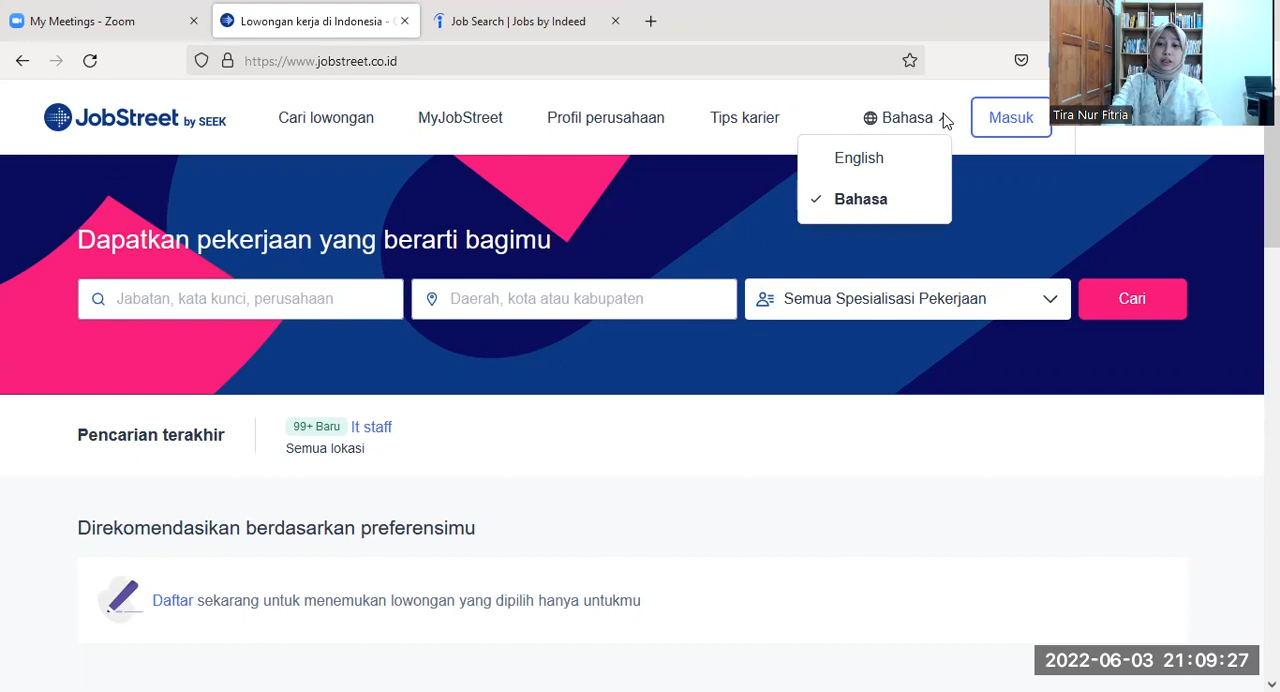 My Meetings - Zoom
Lowongan kerja di Indonesia -
Job Search | Jobs by Indeed
https://www.jobstreet.co.id
JobStreet by SEEK
Cari lowongan
MyJobStreet
Profil perusahaan
Tips karier
Bahasa
Masuk
Tira Nur Fitria
English
Bahasa
Dapatkan pekerjaan yang berarti bagimu
Jabatan, kata kunci, perusahaan
Daerah, kota atau kabupaten
Semua Spesialisasi Pekerjaan
Cari
Pencarian terakhir
99+ Baru It staff
Semua lokasi
Direkomendasikan berdasarkan preferensimu
Daftar sekarang untuk menemukan lowongan yang dipilih hanya untukmu
2022-06-03 21:09:27